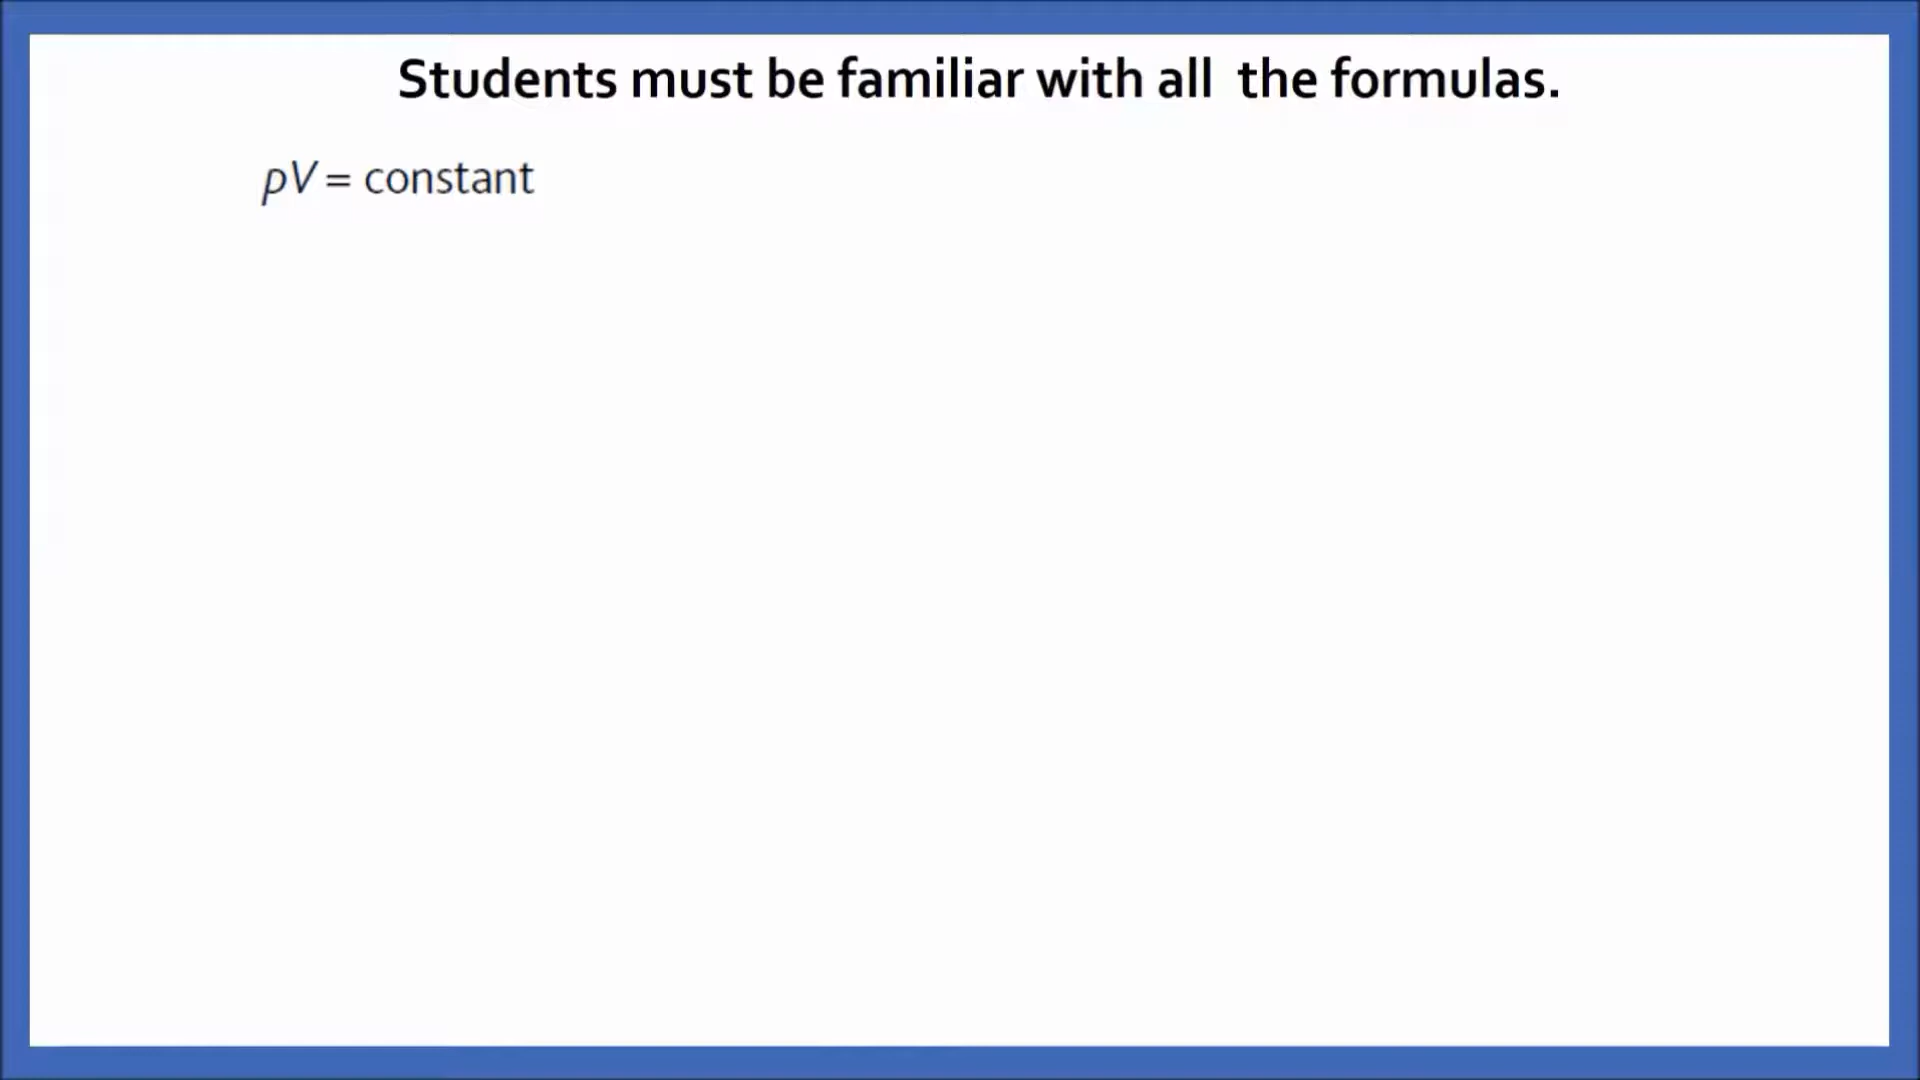 Students must be familiar with all  the formulas.
pV = constant